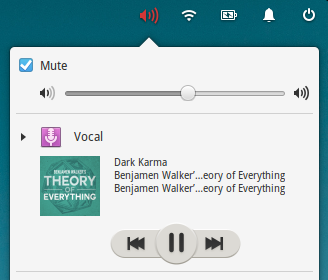 Mute
Vocal
BENJAMEN WALKER'S
THEORY
OF
EVERYTHING
Dark Karma
Benjamen Walker'...eory of Everything
Benjamen Walker'...eory of Everything